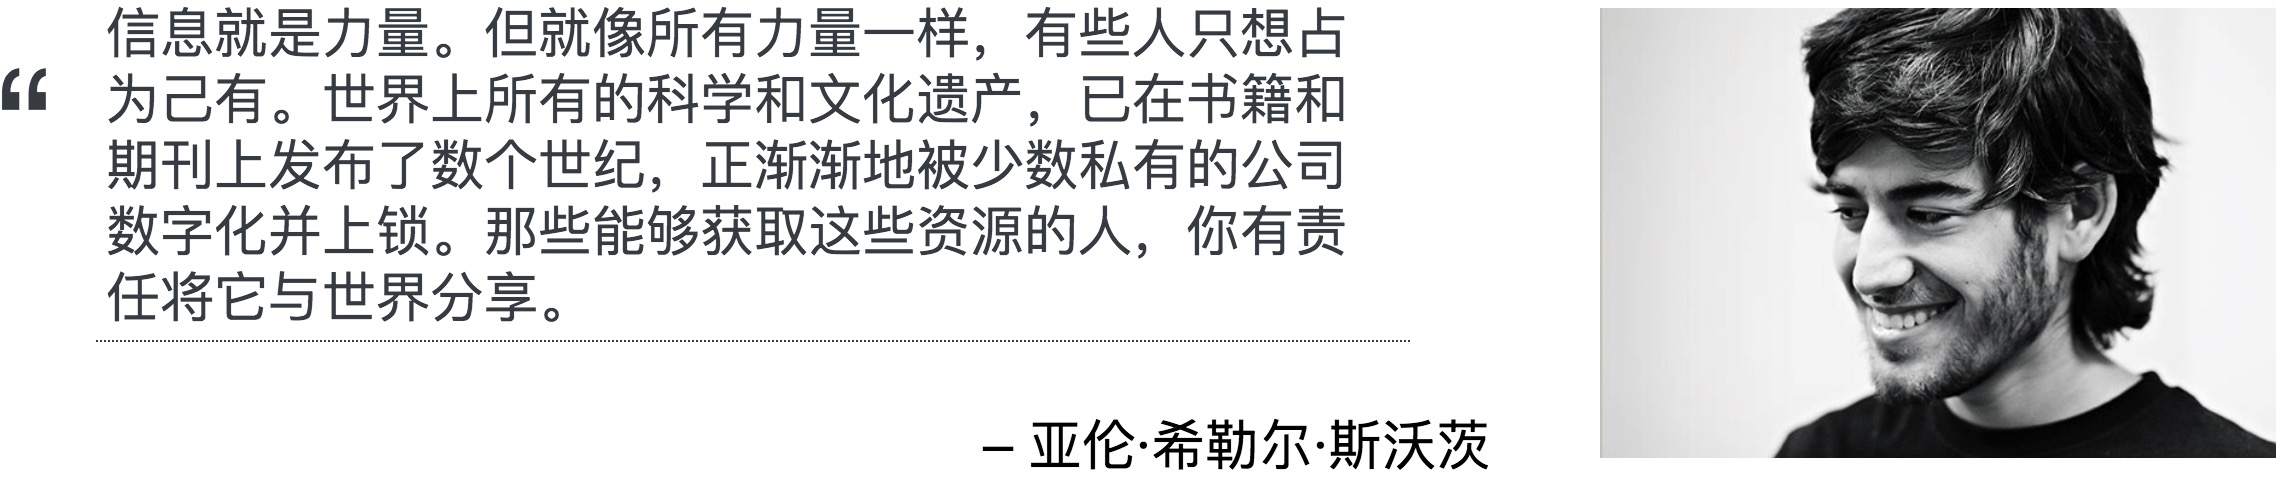 “
信息就是力量。但就像所有力量一样，有些人只想占
为己有。世界上所有的科学和文化遗产，已在书籍和
期刊上发布了数个世纪，正渐渐地被少数私有的公司
数字化并上锁。那些能够获取这些资源的人，你有责
任将它与世界分享。
– 亚伦·希勒尔·斯沃茨